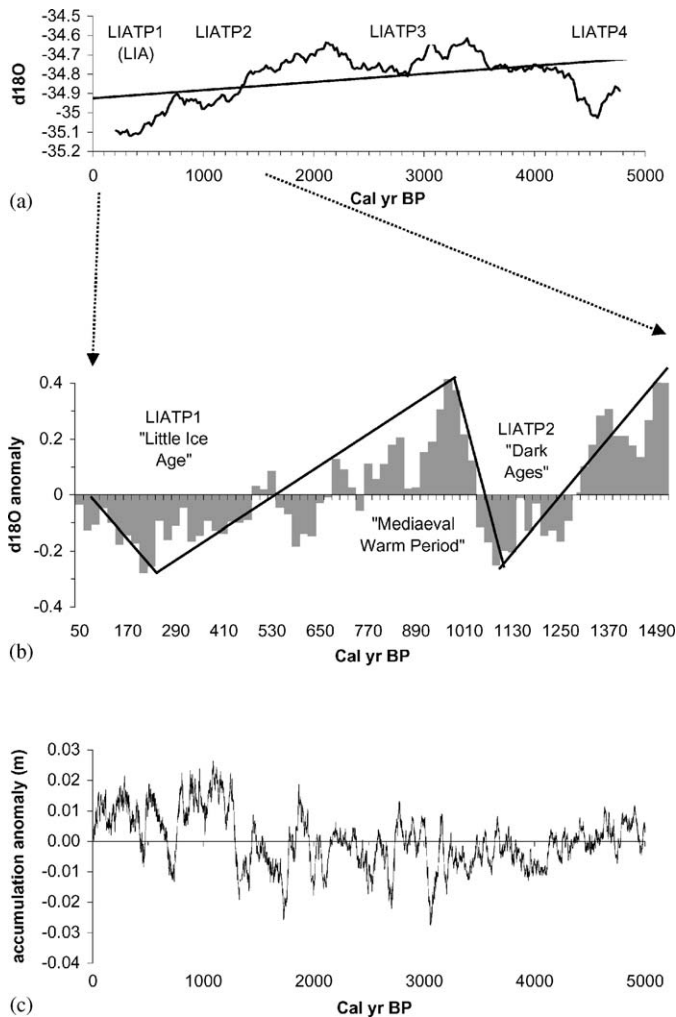 -34.5
-34.6
-34.7
-34.8
-34.9
-35
-35.1
-35.2
d18O
LIATP1 LIATP2 LIATP3 LIATP4
(LIA)
0 1000 2000 3000 4000 5000
Cal yr BP
(a)
0.4
0.2
0
-0.2
-0.4
d18O anomaly
LIATP1
"Little Ice
Age"
LIATP2
"Dark
Ages"
"Mediaeval
Warm Period"
50 170 290 410 530 650 770 890 1010 1130 1250 1370 1490
Cal yr BP
(b)
0.03
0.02
0.01
0.00
-0.01
-0.02
-0.03
-0.04
accumulation anomaly (m)
0 1000 2000 3000 4000 5000
Cal yr BP
(c)